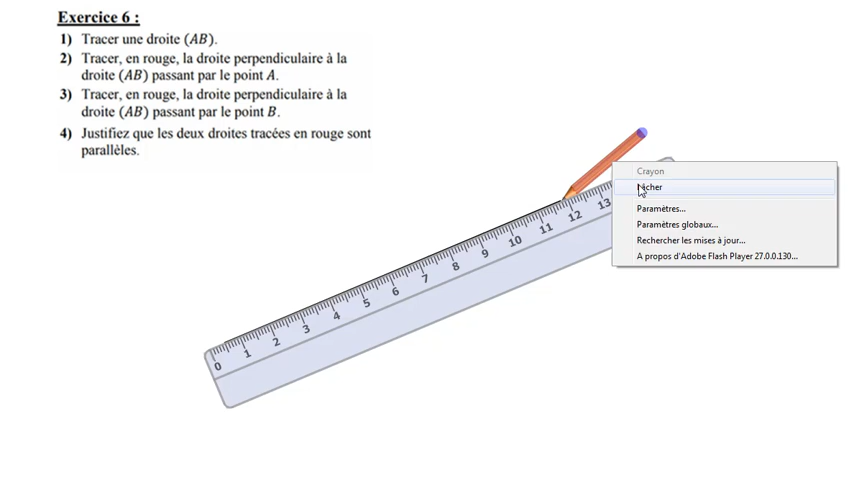 Exercice 6 :
1) Tracer une droite (AB).
2) Tracer, en rouge, la droite perpendiculaire à la
droite (AB) passant par le point A.
3) Tracer, en rouge, la droite perpendiculaire à la
droite (AB) passant par le point B.
4) Justifiez que les deux droites tracées en rouge sont
parallèles.
Crayon
Paramètres...
Paramètres globaux...
Rechercher les mises à jour...
A propos d'Adobe Flash Player 27.0.0.130...
0 1 2 3 4 5 6 7 8 9 10 11 12 13